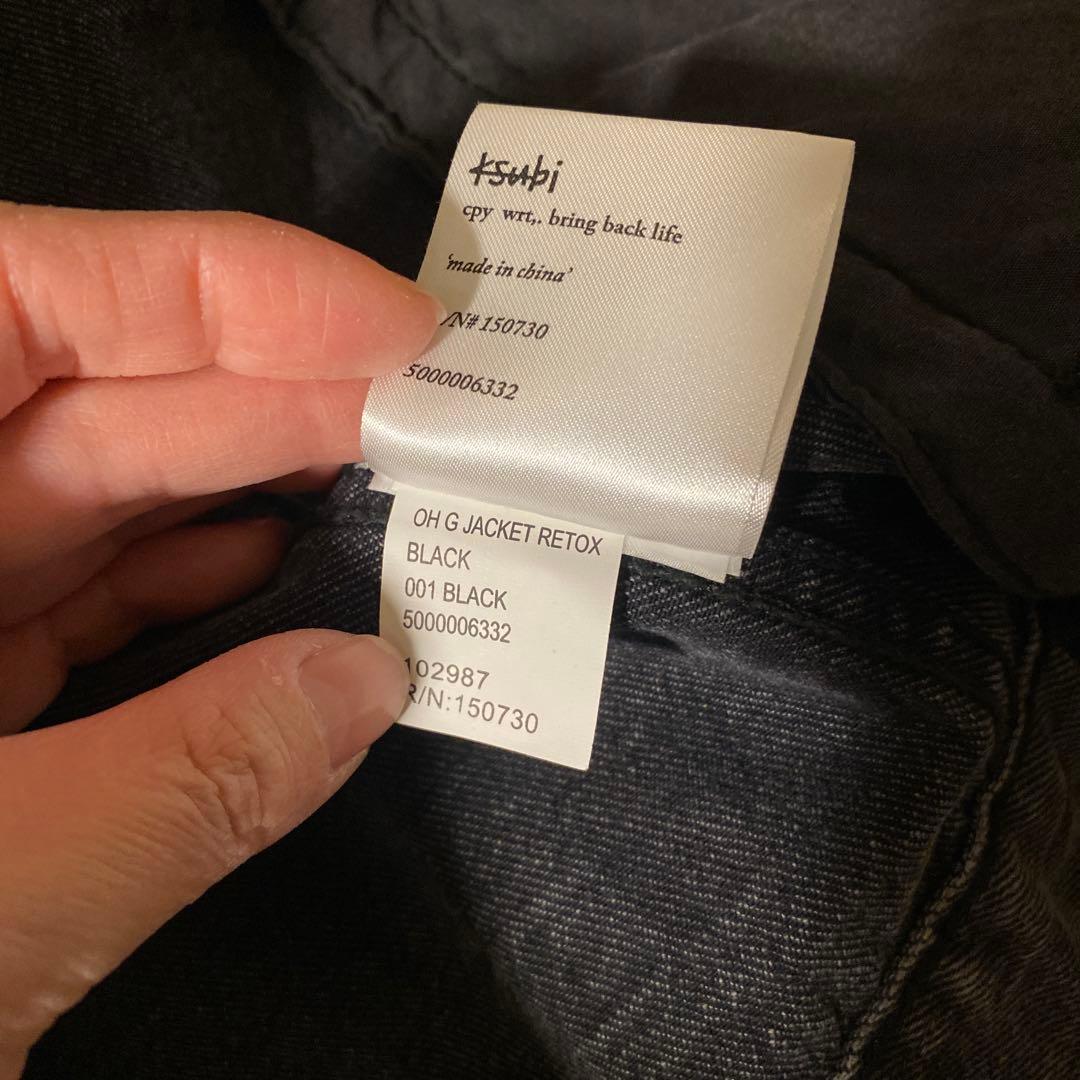 ksubi
cpy wrt,. bring back life
'made in china'
/N# 150730
5000006332
OH G JACKET RETOX
BLACK
001 BLACK
5000006332
102987
R/N:150730